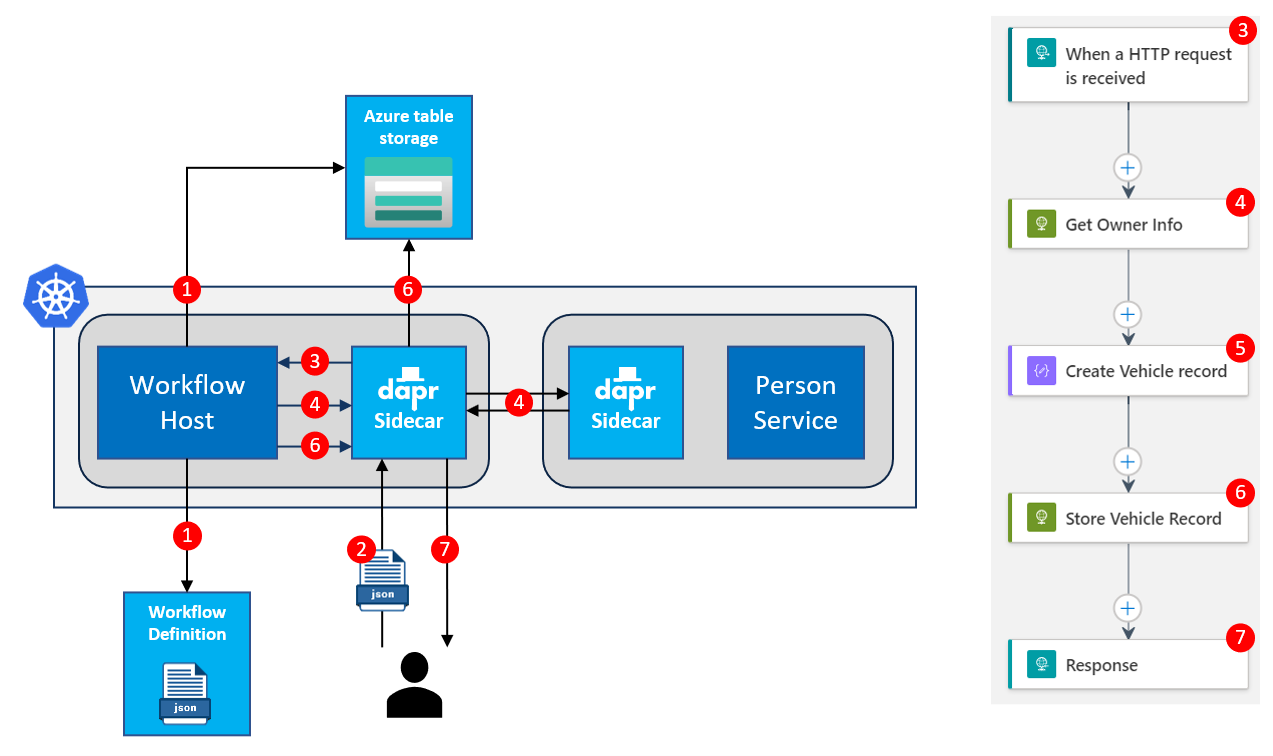 Azure table
storage
1
6
Workflow
Host
3
4
6
dapr
Sidecar
4
dapr
Sidecar
Person
Service
1
2
7
json
Workflow
Definition
json
3
When a HTTP request
is received
4
Get Owner Info
5
Create Vehicle record
6
Store Vehicle Record
7
Response